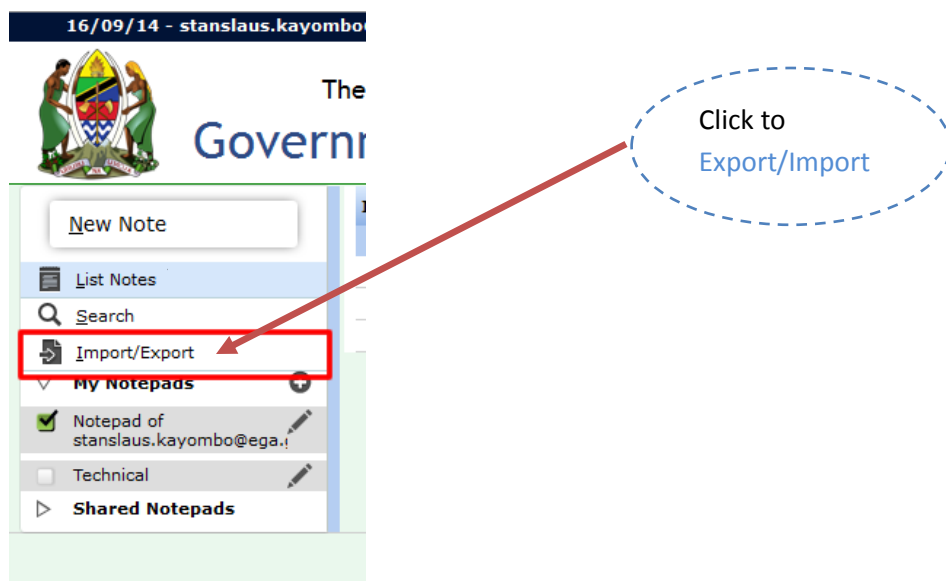 16/09/14 - stanslaus.kayombo
The
Governm
New Note
List Notes
Search
Import/Export
My Notepads
Notepad of
stanslaus.kayombo@ega.g
Technical
Shared Notepads
Click to
Export/Import